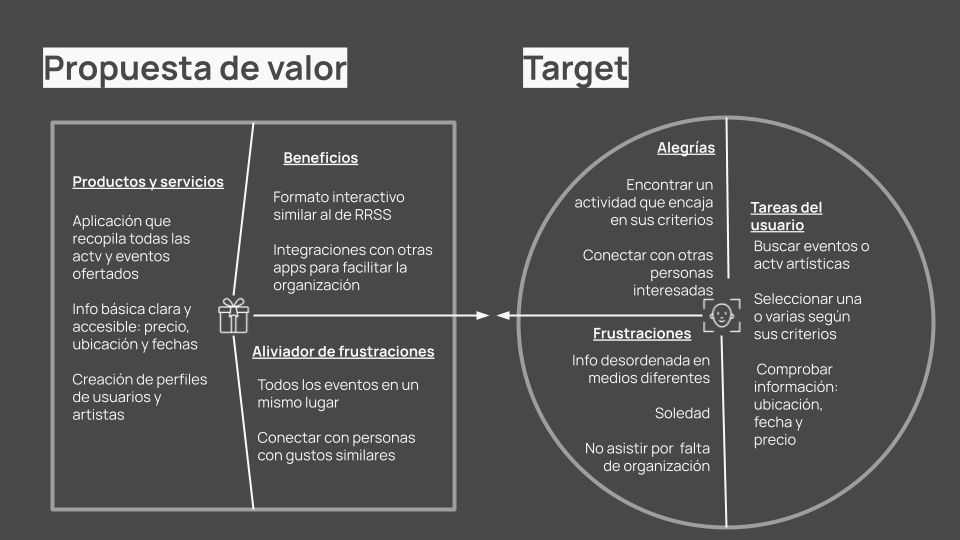 Propuesta de valor
Target
Productos y servicios
Aplicación que
recopila todas las
actv y eventos
ofertados
Info básica clara y
accesible: precio,
ubicación y fechas
Creación de perfiles
de usuarios y
artistas
Beneficios
Formato interactivo
similar al de RRSS
Integraciones con otras
apps para facilitar la
organización
Aliviador de frustraciones
Todos los eventos en un
mismo lugar
Conectar con personas
con gustos similares
Alegrías
Encontrar un
actividad que encaja
en sus criterios
Conectar con otras
personas
interesadas
Frustraciones
Info desordenada en
medios diferentes
Soledad
No asistir por  falta
de organización
Tareas del
usuario
Buscar eventos o
actv artísticas
Seleccionar una
o varias según
sus criterios
Comprobar
información:
ubicación,
fecha y
precio